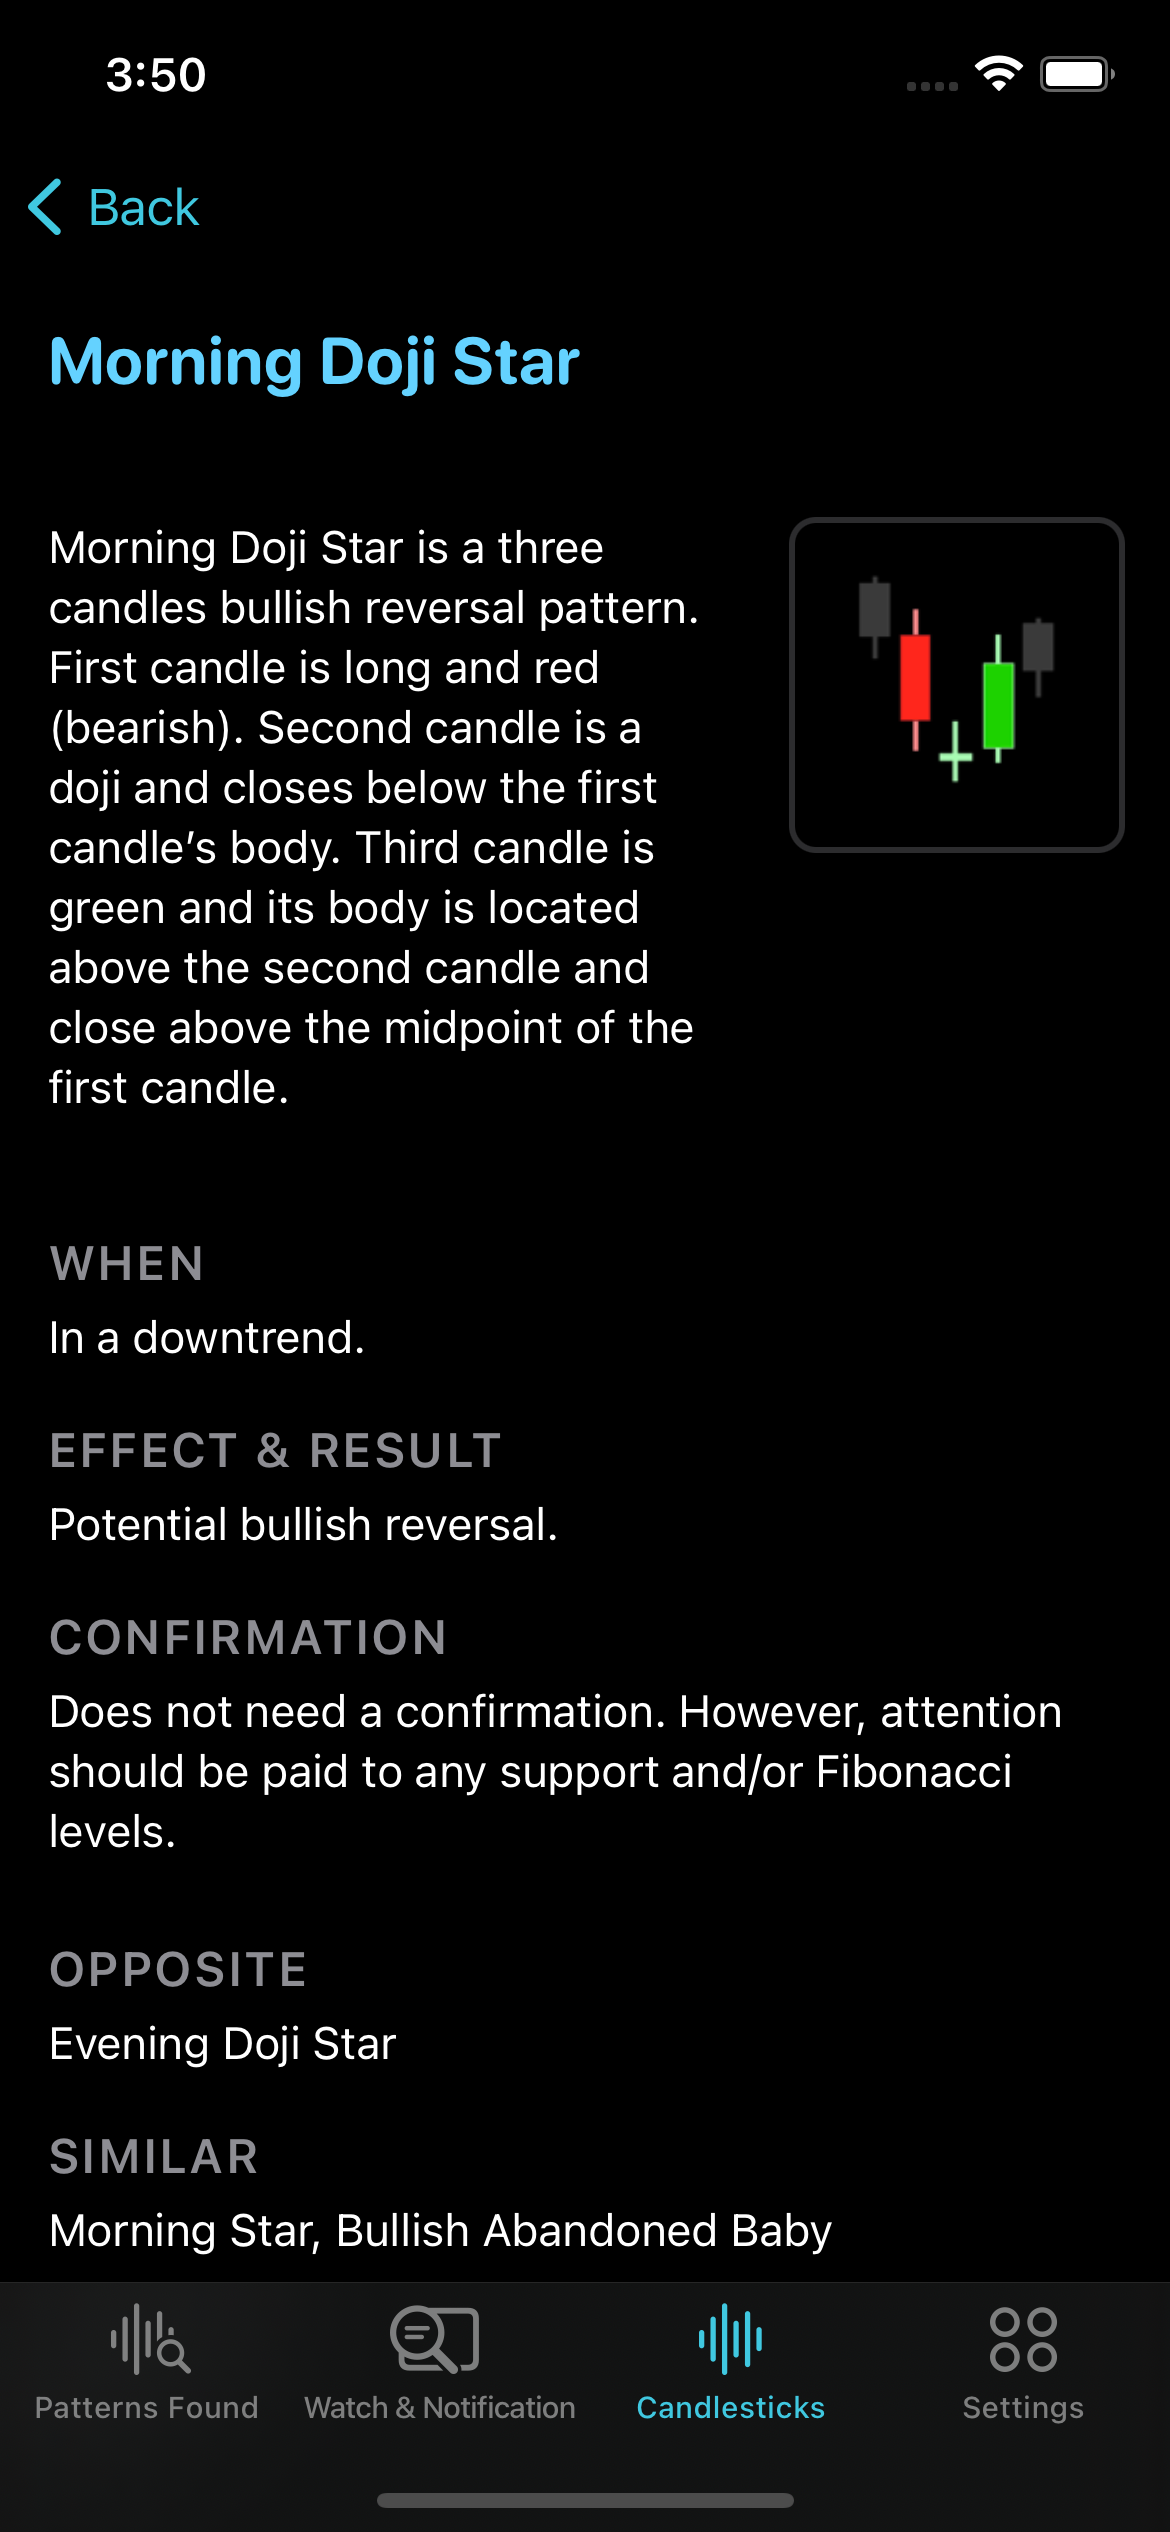 3:50
Back
Morning Doji Star
Morning Doji Star is a three
candles bullish reversal pattern.
First candle is long and red
(bearish). Second candle is a
doji and closes below the first
candle’s body. Third candle is
green and its body is located
above the second candle and
close above the midpoint of the
first candle.
WHEN
In a downtrend.
EFFECT & RESULT
Potential bullish reversal.
CONFIRMATION
Does not need a confirmation. However, attention
should be paid to any support and/or Fibonacci
levels.
OPPOSITE
Evening Doji Star
SIMILAR
Morning Star, Bullish Abandoned Baby
Patterns Found
Watch & Notification
Candlesticks
Settings